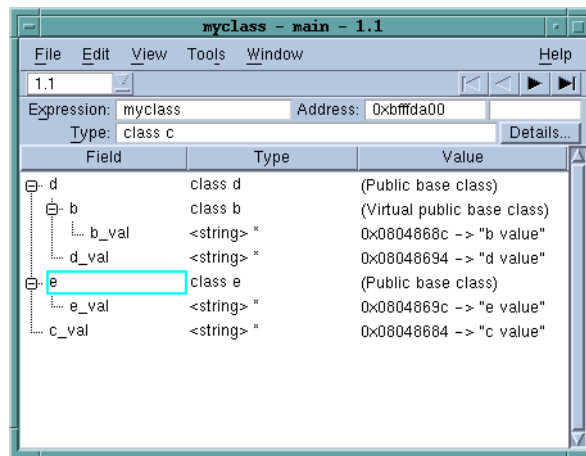 myclass - main - 1.1
File Edit View Tools Window Help
1.1
Expression: myclass Address: 0xbfffda00
Type: class c Details...
Field Type Value
d class d (Public base class)
b class b (Virtual public base class)
b_val <string> * 0x0804868c -> "b value"
d_val <string> * 0x08048694 -> "d value"
e class e (Public base class)
e_val <string> * 0x0804869c -> "e value"
c_val <string> * 0x08048684 -> "c value"